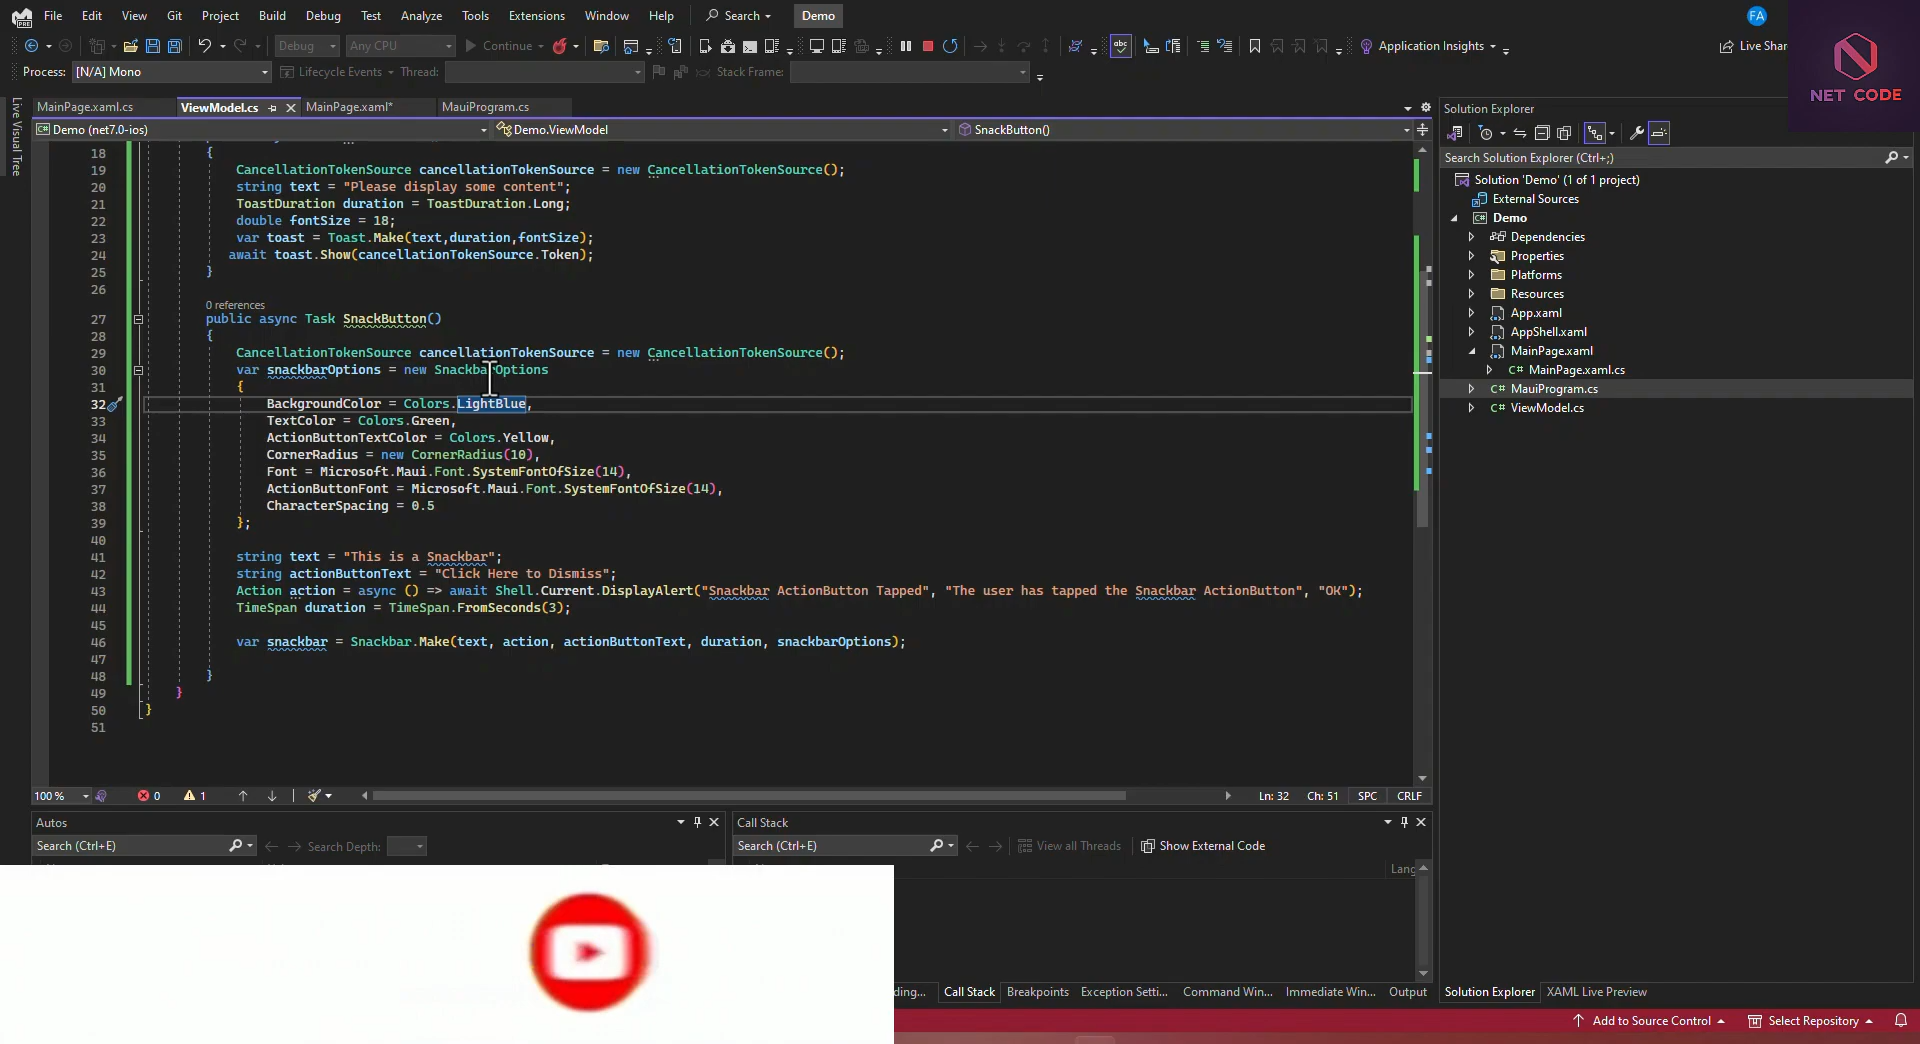 File Edit View Git Project Build Debug Test Analyze Tools Extensions Window Help Search Demo FA
Debug Any CPU Continue Application Insights Live Shar
Process: [N/A] Mono Lifecycle Events Thread: Stack Frame:
NET CODE
Live Visual Tree
MainPage.xaml.cs ViewModel.cs MainPage.xaml* MauiProgram.cs
Demo (net7.0-ios) Demo.ViewModel SnackButton()
18 {
19 CancellationTokenSource cancellationTokenSource = new CancellationTokenSource();
20 string text = "Please display some content";
21 ToastDuration duration = ToastDuration.Long;
22 double fontSize = 18;
23 var toast = Toast.Make(text,duration,fontSize);
24 await toast.Show(cancellationTokenSource.Token);
25 }
26
0 references
27 public async Task SnackButton()
28 {
29 CancellationTokenSource cancellationTokenSource = new CancellationTokenSource();
30 var snackbarOptions = new SnackbarOptions
31 {
32 BackgroundColor = Colors.LightBlue,
33 TextColor = Colors.Green,
34 ActionButtonTextColor = Colors.Yellow,
35 CornerRadius = new CornerRadius(10),
36 Font = Microsoft.Maui.Font.SystemFontOfSize(14),
37 ActionButtonFont = Microsoft.Maui.Font.SystemFontOfSize(14),
38 CharacterSpacing = 0.5
39 };
40
41 string text = "This is a Snackbar";
42 string actionButtonText = "Click Here to Dismiss";
43 Action action = async () => await Shell.Current.DisplayAlert("Snackbar ActionButton Tapped", "The user has tapped the Snackbar ActionButton", "OK");
44 TimeSpan duration = TimeSpan.FromSeconds(3);
45
46 var snackbar = Snackbar.Make(text, action, actionButtonText, duration, snackbarOptions);
47
48 }
49 }
50 }
51
100 % 0 1 Ln: 32 Ch: 51 SPC CRLF
Autos
Search (Ctrl+E) Search Depth:
Call Stack
Search (Ctrl+E) View all Threads Show External Code
Lang
ding... Call Stack Breakpoints Exception Setti... Command Win... Immediate Win... Output
Solution Explorer
Search Solution Explorer (Ctrl+;)
Solution 'Demo' (1 of 1 project)
External Sources
Demo
Dependencies
Properties
Platforms
Resources
App.xaml
AppShell.xaml
MainPage.xaml
C# MainPage.xaml.cs
C# MauiProgram.cs
C# ViewModel.cs
Solution Explorer XAML Live Preview
Add to Source Control Select Repository